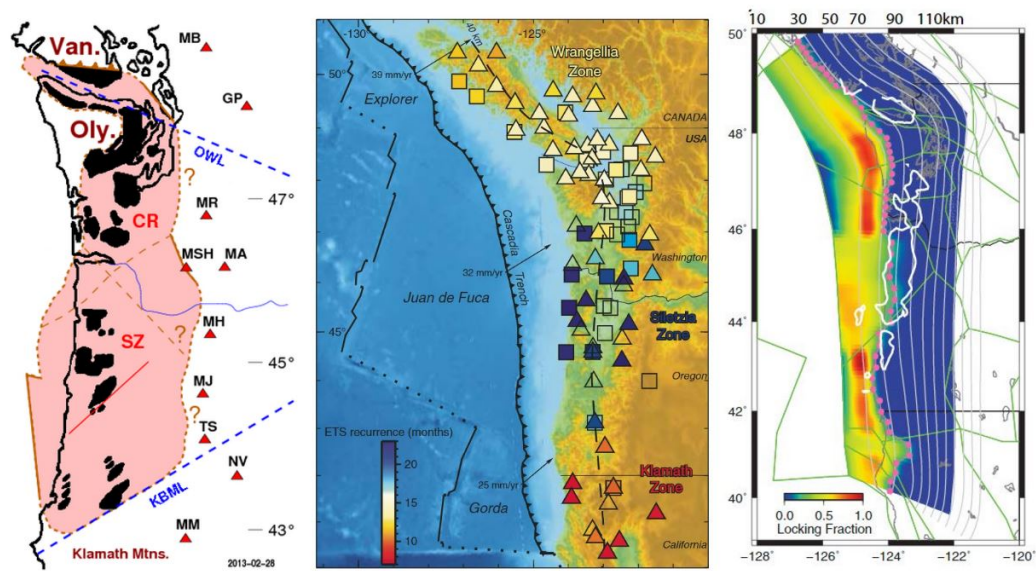 Van.
MB
GP
Oly.
OWL
?
47°
CR
MR
MSH
MA
MH
SZ
?
45°
MJ
?
TS
NV
KBML
MM
43°
Klamath Mtns.
2013-02-28
-130°
-125°
40 km
Wrangellia
Zone
50°
39 mm/yr
Explorer
CANADA
USA
Cascadia
Trench
Washington
32 mm/yr
Juan de Fuca
Siletzia
Zone
45°
Oregon
ETS recurrence (months)
20
15
10
Klamath
Zone
25 mm/yr
Gorda
California
10 30 50 70 90 110km
50°
48°
46°
44°
42°
40°
0.0 0.5 1.0
Locking Fraction
-128° -126° -124° -122° -120°